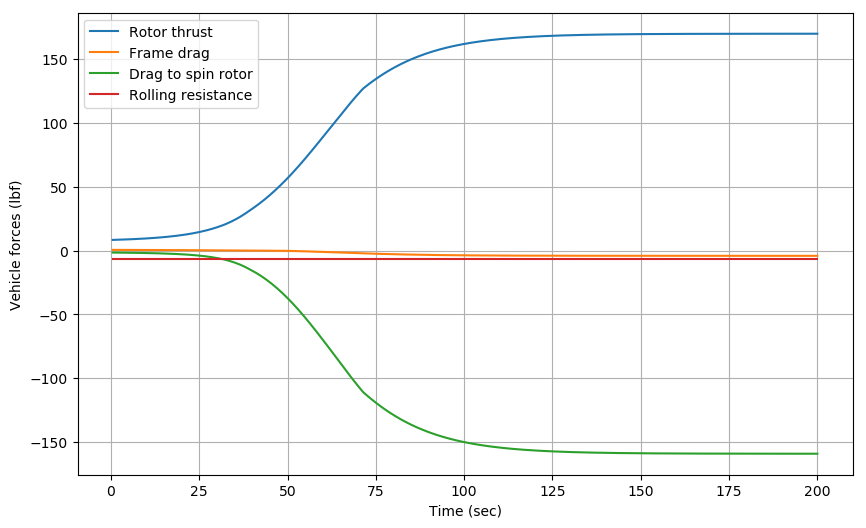 Rotor thrust
Frame drag
Drag to spin rotor
Rolling resistance
150
100
50
0
−50
−100
−150
Vehicle forces (lbf)
0 25 50 75 100 125 150 175 200
Time (sec)